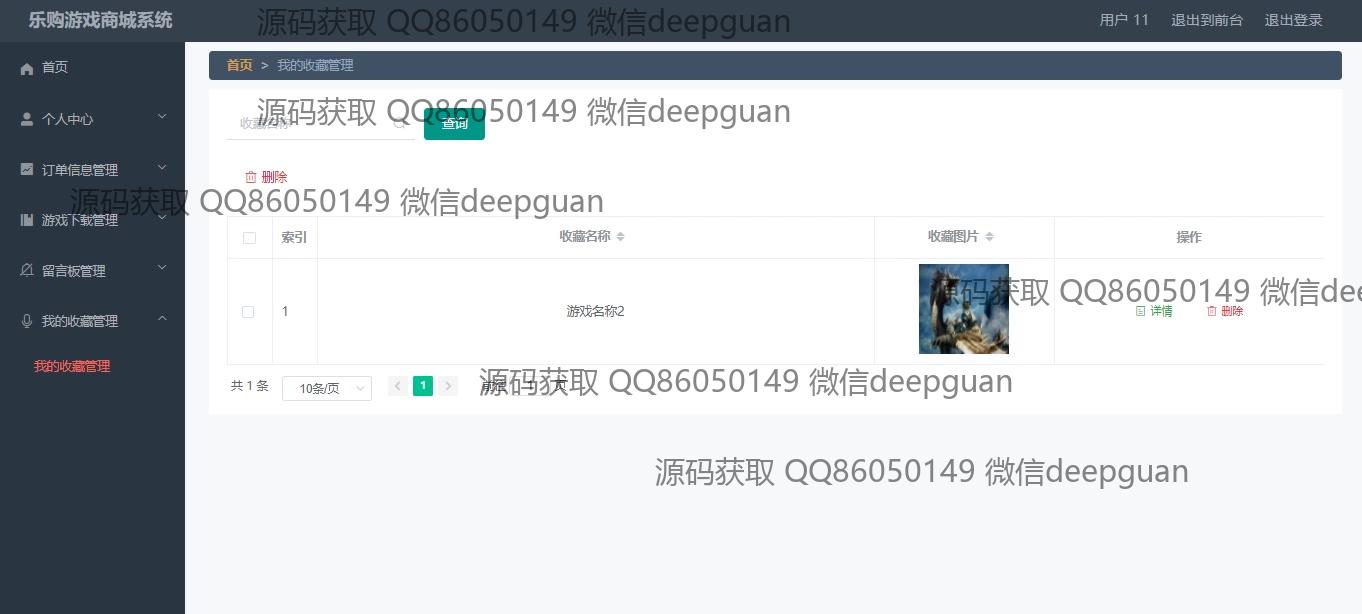 乐购游戏商城系统
用户 11 退出到前台 退出登录
源码获取 QQ86050149 微信deepguan
首页
个人中心
订单信息管理
游戏下载管理
留言板管理
我的收藏管理
我的收藏管理
首页 > 我的收藏管理
源码获取 QQ86050149 微信deepguan
收藏名称
查询
删除
源码获取 QQ86050149 微信deepguan
索引 收藏名称 收藏图片 操作
1 游戏名称2 详情 删除
源码获取 QQ86050149 微信dee
共 1 条 10条/页 < 1 > 前往 1 页
源码获取 QQ86050149 微信deepguan
源码获取 QQ86050149 微信deepguan